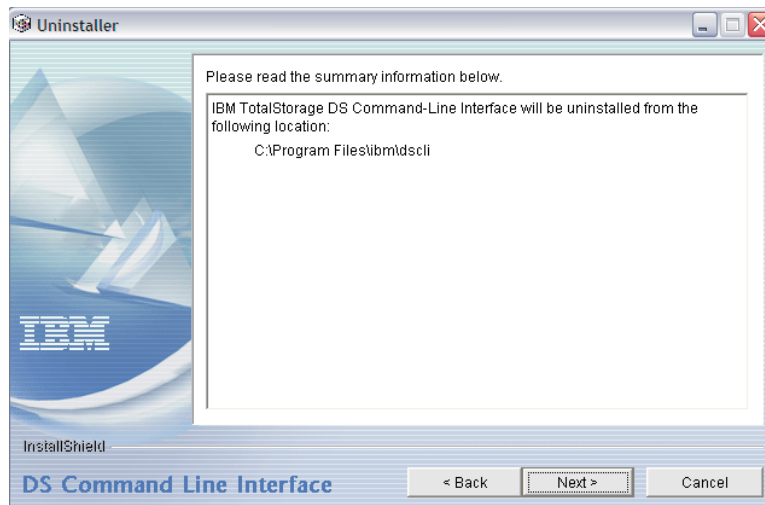 Uninstaller
Please read the summary information below.
IBM TotalStorage DS Command-Line Interface will be uninstalled from the
following location:
C:\Program Files\ibm\dscli
IBM
InstallShield
DS Command Line Interface
< Back
Next >
Cancel